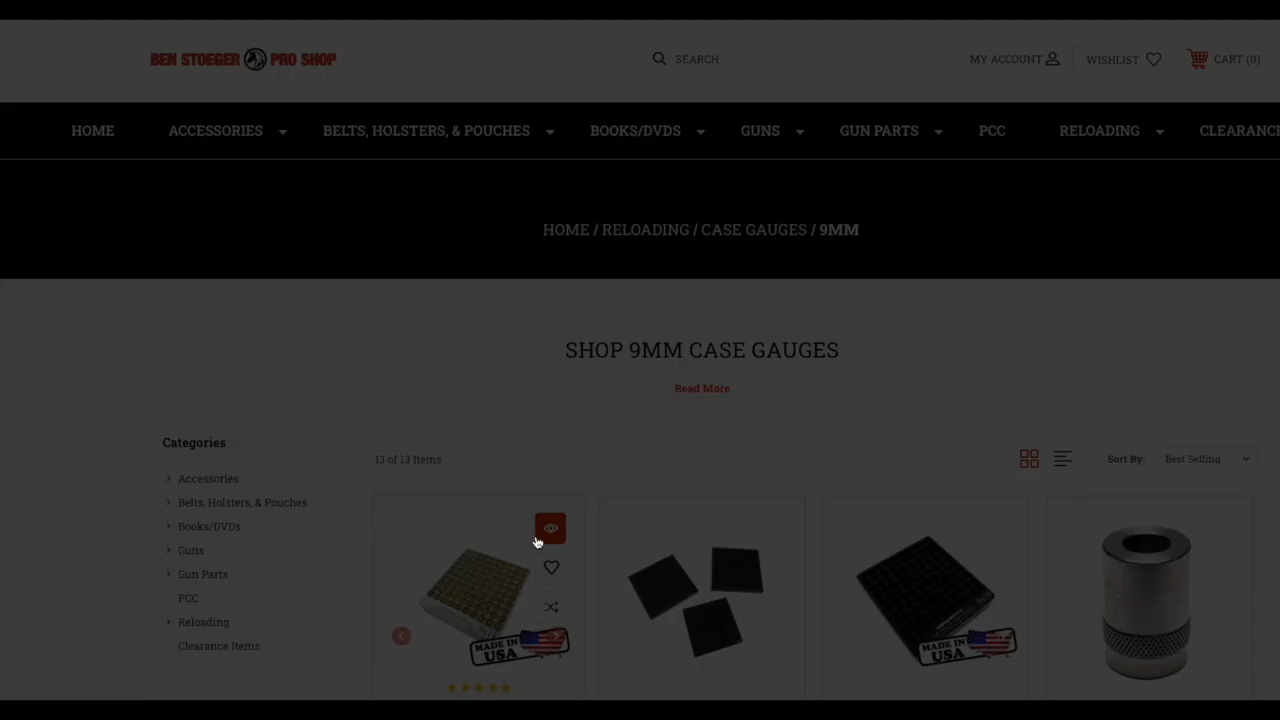 BEN STOEGER PRO SHOP
SEARCH
MY ACCOUNT
WISHLIST
CART (0)
HOME
ACCESSORIES
BELTS, HOLSTERS, & POUCHES
BOOKS/DVDS
GUNS
GUN PARTS
PCC
RELOADING
CLEARANCE
HOME / RELOADING / CASE GAUGES / 9MM
SHOP 9MM CASE GAUGES
Read More
Categories
Accessories
Belts, Holsters, & Pouches
Books/DVDs
Guns
Gun Parts
PCC
Reloading
Clearance Items
13 of 13 Items
Sort By:
Best Selling
MADE IN
USA
MADE IN
USA